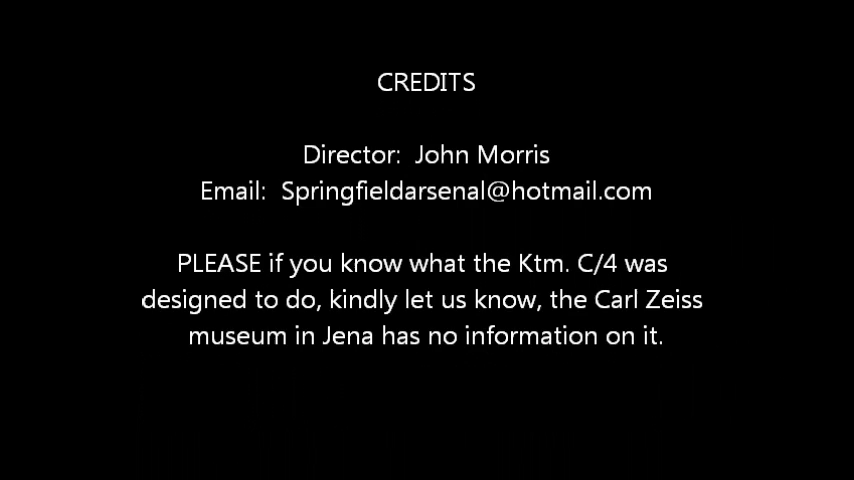 CREDITS
Director:  John Morris
Email:  Springfieldarsenal@hotmail.com
PLEASE if you know what the Ktm. C/4 was
designed to do, kindly let us know, the Carl Zeiss
museum in Jena has no information on it.